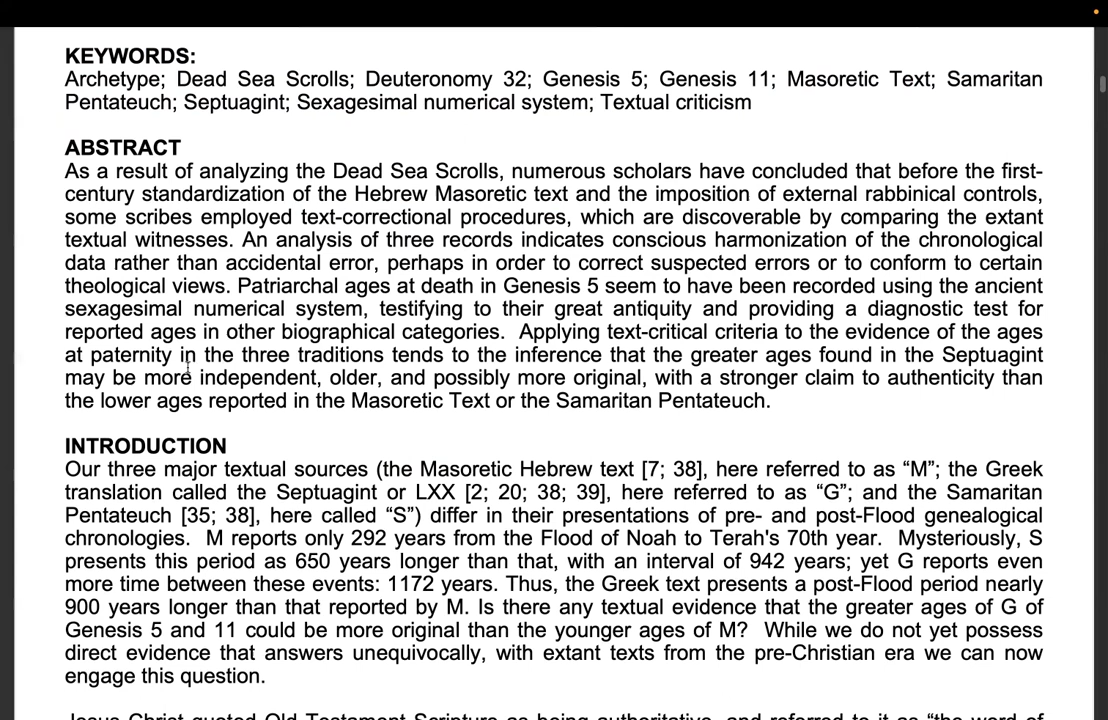 KEYWORDS:
Archetype; Dead Sea Scrolls; Deuteronomy 32; Genesis 5; Genesis 11; Masoretic Text; Samaritan
Pentateuch; Septuagint; Sexagesimal numerical system; Textual criticism
ABSTRACT
As a result of analyzing the Dead Sea Scrolls, numerous scholars have concluded that before the first-
century standardization of the Hebrew Masoretic text and the imposition of external rabbinical controls,
some scribes employed text-correctional procedures, which are discoverable by comparing the extant
textual witnesses. An analysis of three records indicates conscious harmonization of the chronological
data rather than accidental error, perhaps in order to correct suspected errors or to conform to certain
theological views. Patriarchal ages at death in Genesis 5 seem to have been recorded using the ancient
sexagesimal numerical system, testifying to their great antiquity and providing a diagnostic test for
reported ages in other biographical categories. Applying text-critical criteria to the evidence of the ages
at paternity in the three traditions tends to the inference that the greater ages found in the Septuagint
may be more independent, older, and possibly more original, with a stronger claim to authenticity than
the lower ages reported in the Masoretic Text or the Samaritan Pentateuch.
INTRODUCTION
Our three major textual sources (the Masoretic Hebrew text [7; 38], here referred to as “M”; the Greek
translation called the Septuagint or LXX [2; 20; 38; 39], here referred to as “G”; and the Samaritan
Pentateuch [35; 38], here called “S”) differ in their presentations of pre- and post-Flood genealogical
chronologies. M reports only 292 years from the Flood of Noah to Terah's 70th year. Mysteriously, S
presents this period as 650 years longer than that, with an interval of 942 years; yet G reports even
more time between these events: 1172 years. Thus, the Greek text presents a post-Flood period nearly
900 years longer than that reported by M. Is there any textual evidence that the greater ages of G of
Genesis 5 and 11 could be more original than the younger ages of M? While we do not yet possess
direct evidence that answers unequivocally, with extant texts from the pre-Christian era we can now
engage this question.
Jesus Christ quoted Old Testament Scripture as being authoritative, and referred to it as “the word of